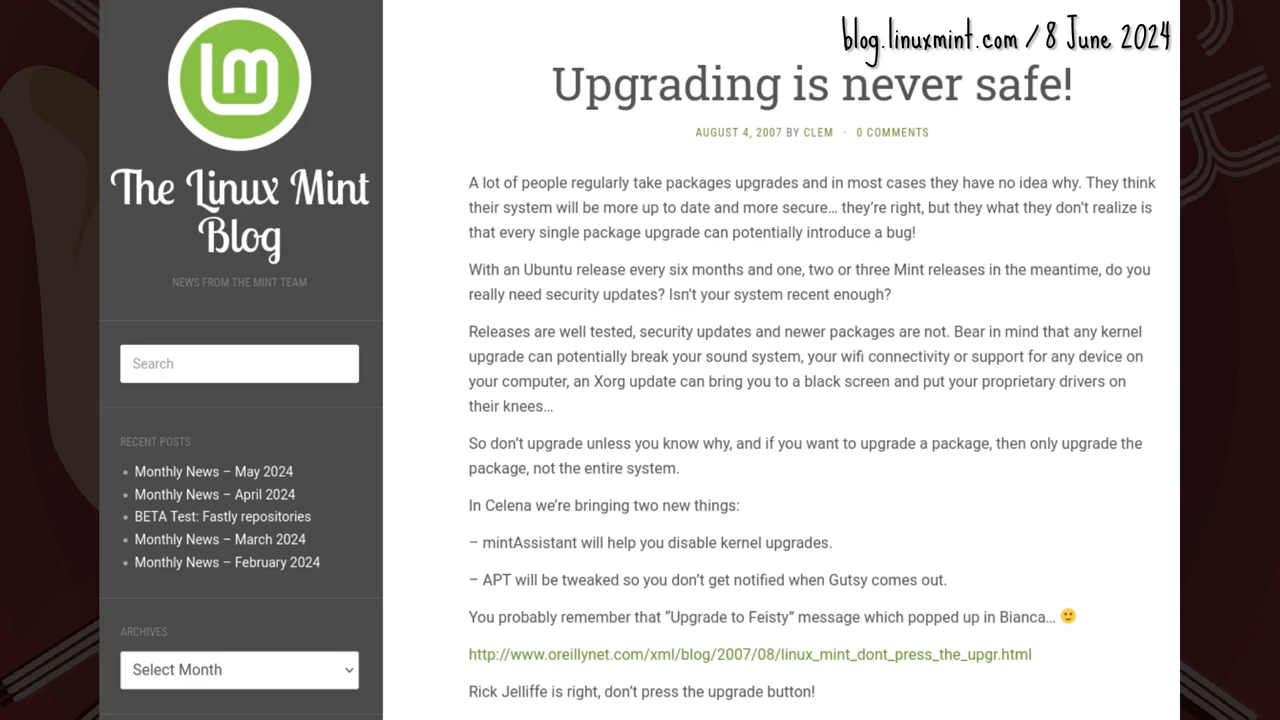 blog.linuxmint.com / 8 June 2024
lm
The Linux Mint
Blog
NEWS FROM THE MINT TEAM
Search
RECENT POSTS
Monthly News – May 2024
Monthly News – April 2024
BETA Test: Fastly repositories
Monthly News – March 2024
Monthly News – February 2024
ARCHIVES
Select Month
Upgrading is never safe!
AUGUST 4, 2007 BY CLEM · 0 COMMENTS
A lot of people regularly take packages upgrades and in most cases they have no idea why. They think
their system will be more up to date and more secure… they’re right, but they what they don’t realize is
that every single package upgrade can potentially introduce a bug!
With an Ubuntu release every six months and one, two or three Mint releases in the meantime, do you
really need security updates? Isn’t your system recent enough?
Releases are well tested, security updates and newer packages are not. Bear in mind that any kernel
upgrade can potentially break your sound system, your wifi connectivity or support for any device on
your computer, an Xorg update can bring you to a black screen and put your proprietary drivers on
their knees…
So don’t upgrade unless you know why, and if you want to upgrade a package, then only upgrade the
package, not the entire system.
In Celena we’re bringing two new things:
– mintAssistant will help you disable kernel upgrades.
– APT will be tweaked so you don’t get notified when Gutsy comes out.
You probably remember that “Upgrade to Feisty” message which popped up in Bianca… 🙂
http://www.oreillynet.com/xml/blog/2007/08/linux_mint_dont_press_the_upgr.html
Rick Jelliffe is right, don’t press the upgrade button!